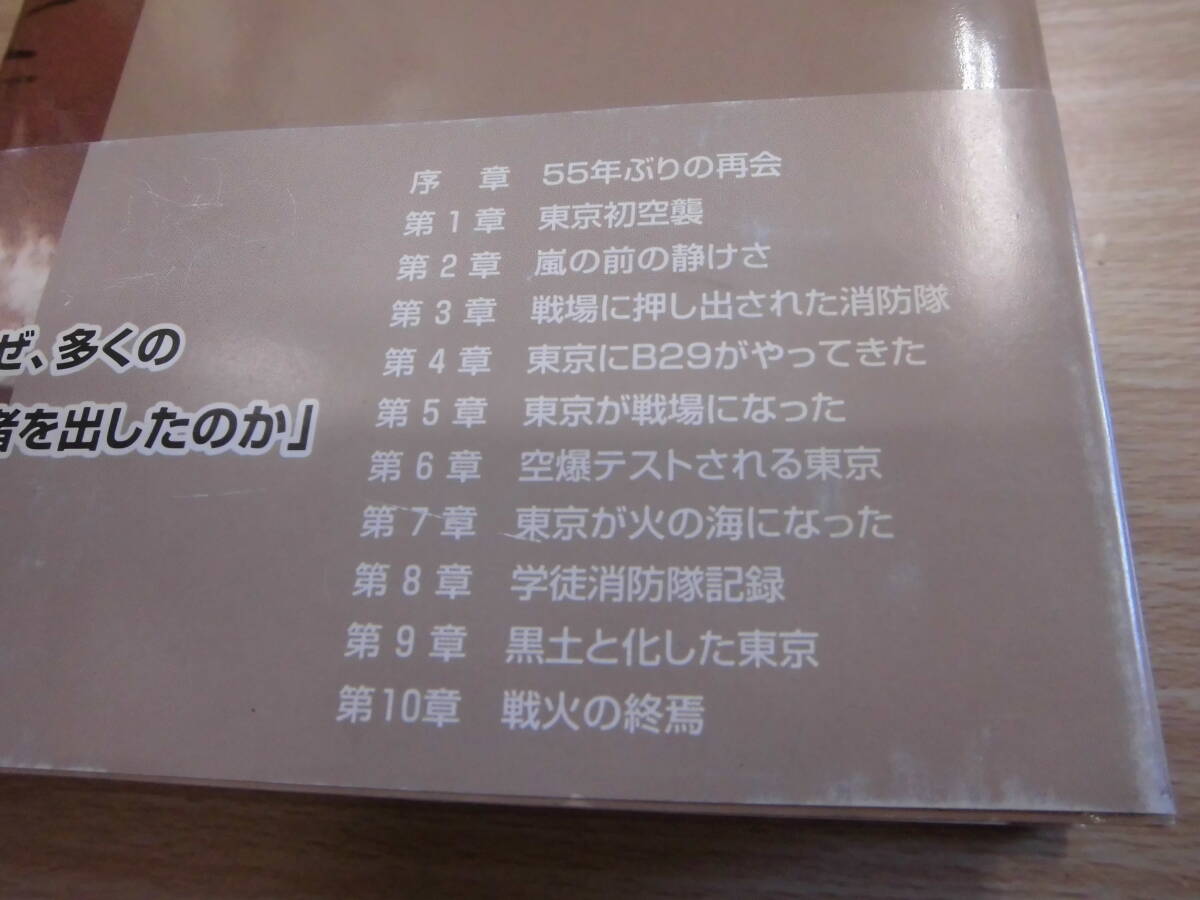 序　章　55年ぶりの再会
第1章　東京初空襲
第2章　嵐の前の静けさ
第3章　戦場に押し出された消防隊
第4章　東京にB29がやってきた
第5章　東京が戦場になった
第6章　空爆テストされる東京
第7章　東京が火の海になった
第8章　学徒消防隊記録
第9章　黒土と化した東京
第10章　戦火の終焉
ぜ、多くの
者を出したのか」